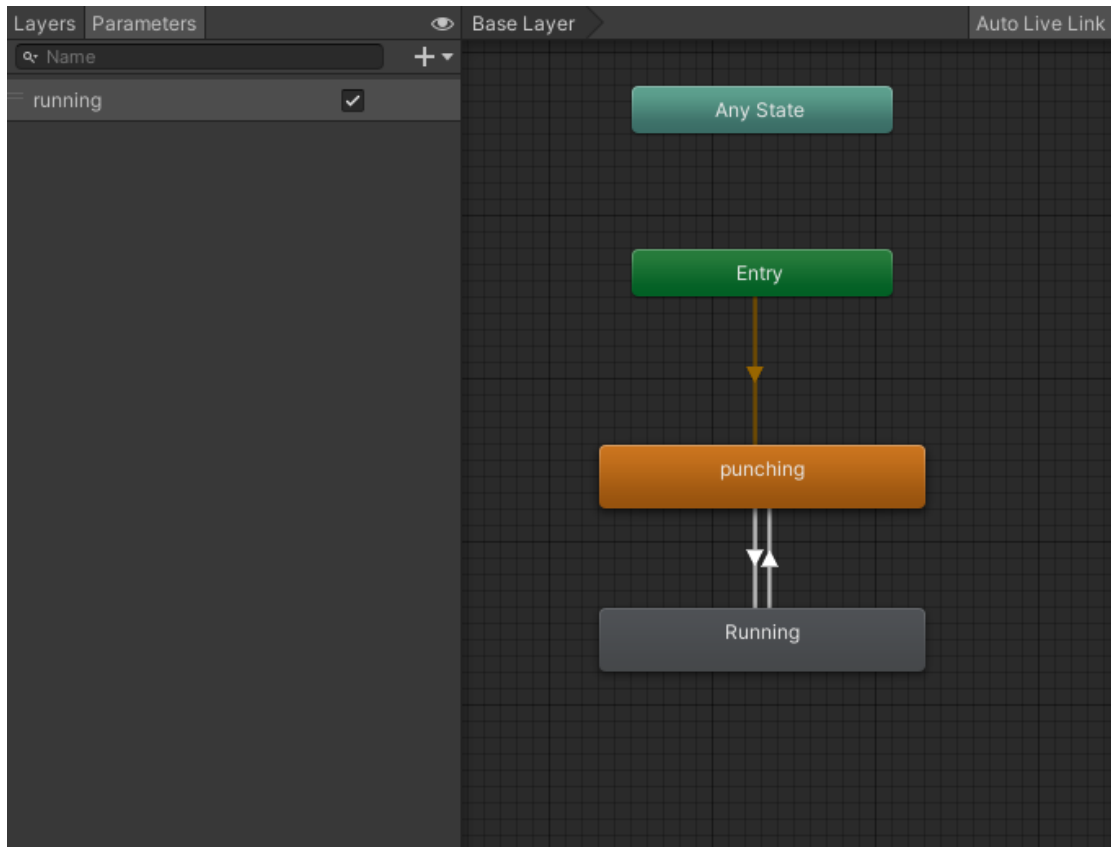 Layers Parameters
Base Layer
Auto Live Link
Name
running
Any State
Entry
punching
Running